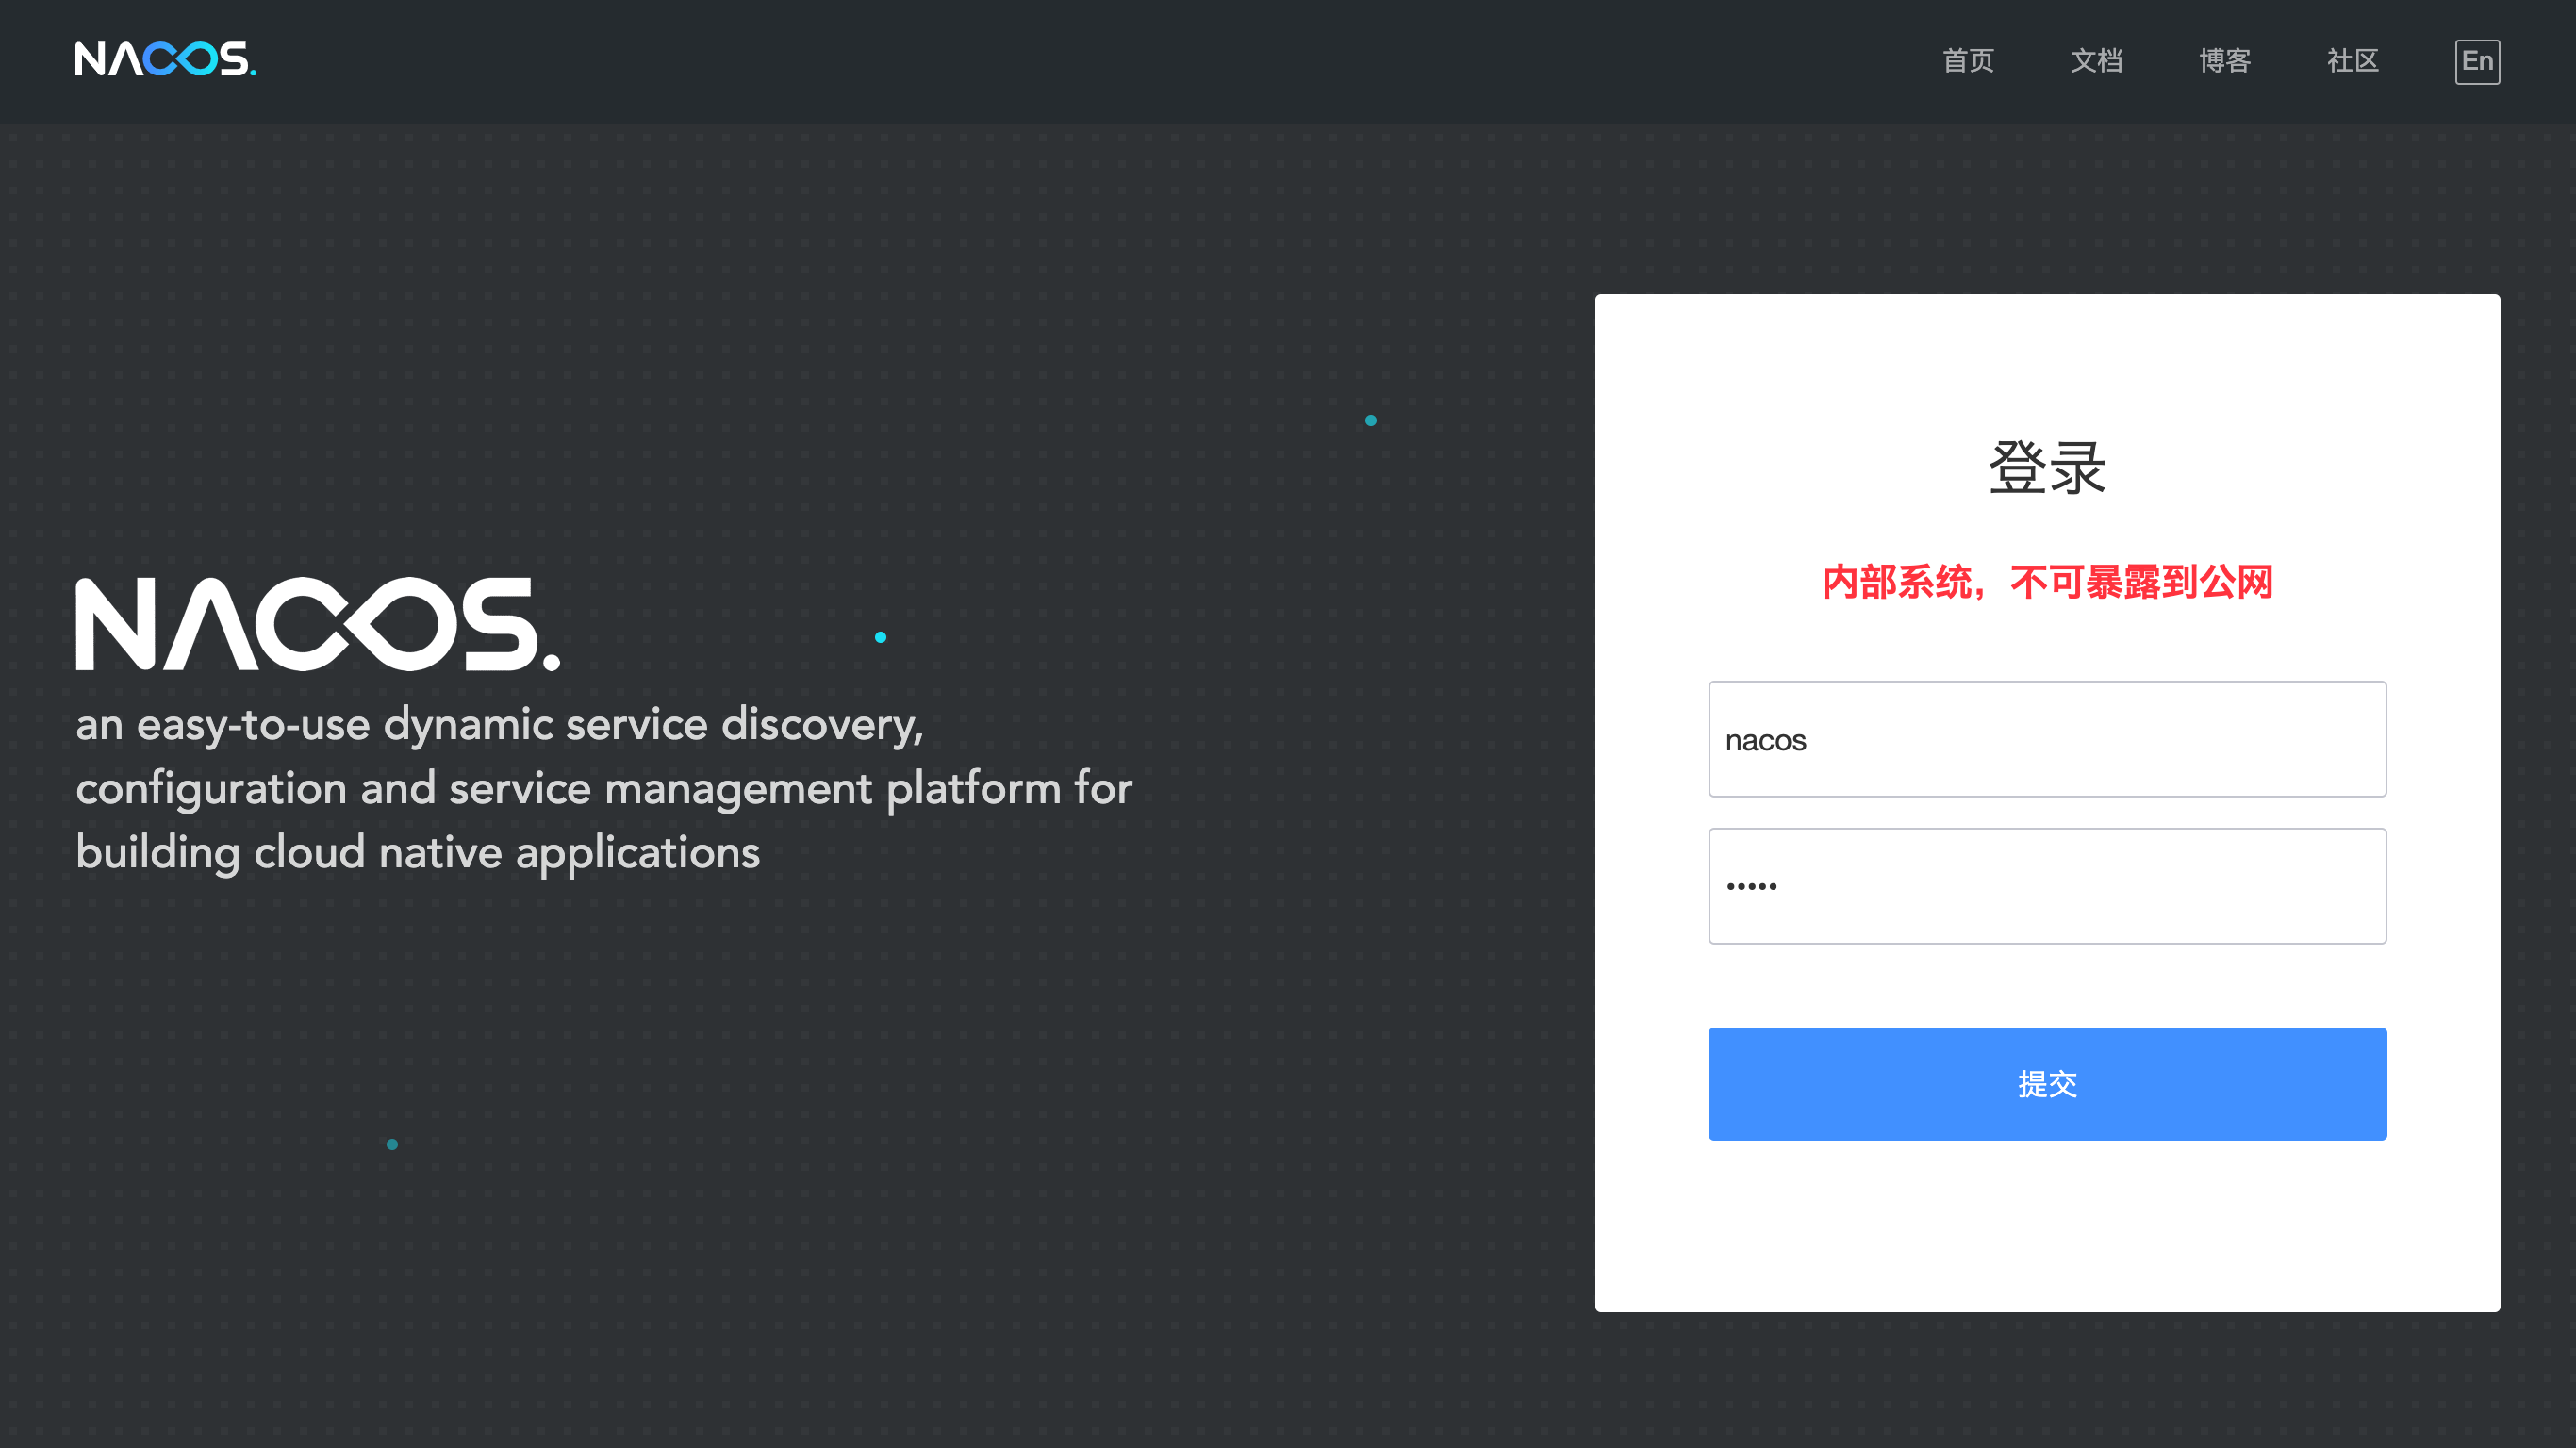 NACOS.
首页 文档 博客 社区 En
登录
内部系统，不可暴露到公网
nacos
•••••
提交
NACOS.
an easy-to-use dynamic service discovery,
configuration and service management platform for
building cloud native applications